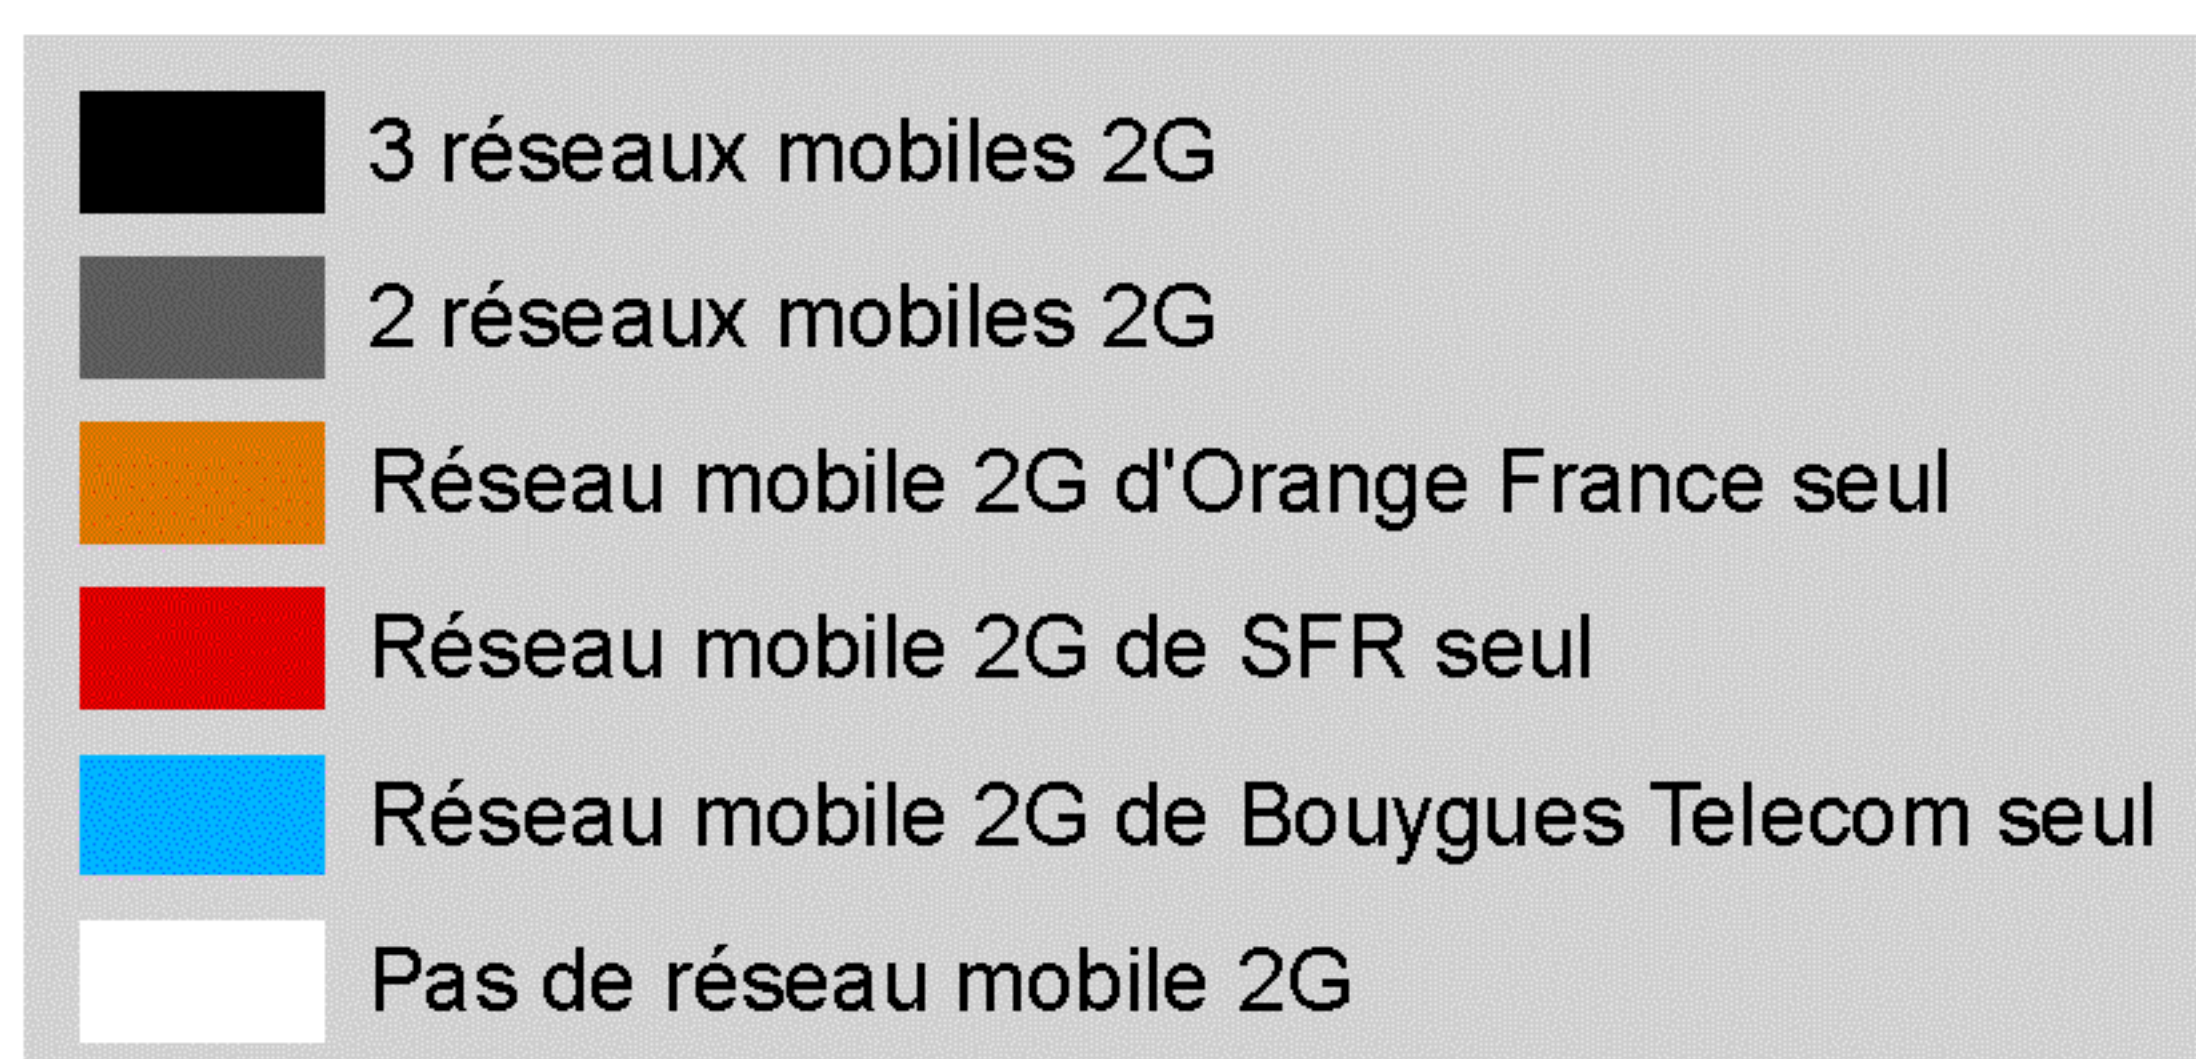 3 réseaux mobiles 2G
2 réseaux mobiles 2G
Réseau mobile 2G d'Orange France seul
Réseau mobile 2G de SFR seul
Réseau mobile 2G de Bouygues Telecom seul
Pas de réseau mobile 2G